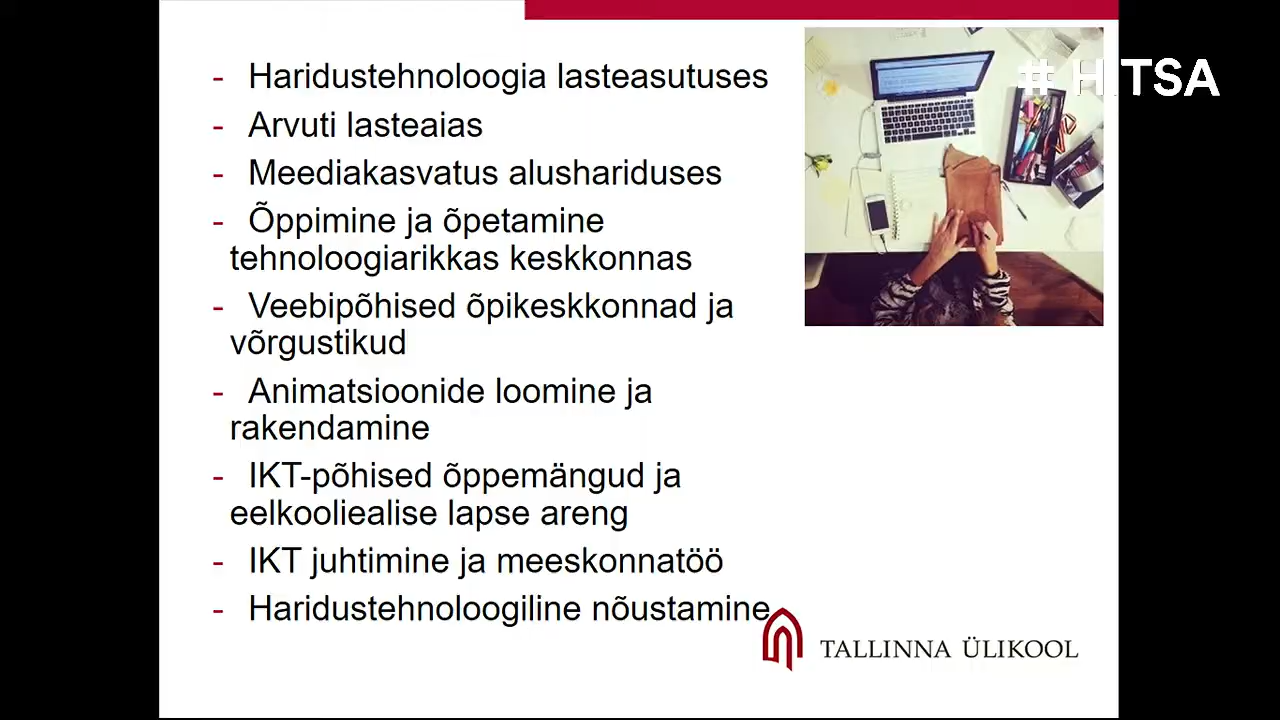 - Haridustehnoloogia lasteasutuses
- Arvuti lasteaias
- Meediakasvatus alushariduses
- Õppimine ja õpetamine
tehnoloogiarikkas keskkonnas
- Veebipõhised õpikeskkonnad ja
võrgustikud
- Animatsioonide loomine ja
rakendamine
- IKT-põhised õppemängud ja
eelkooliealise lapse areng
- IKT juhtimine ja meeskonnatöö
- Haridustehnoloogiline nõustamine
# HITSA
TALLINNA ÜLIKOOL